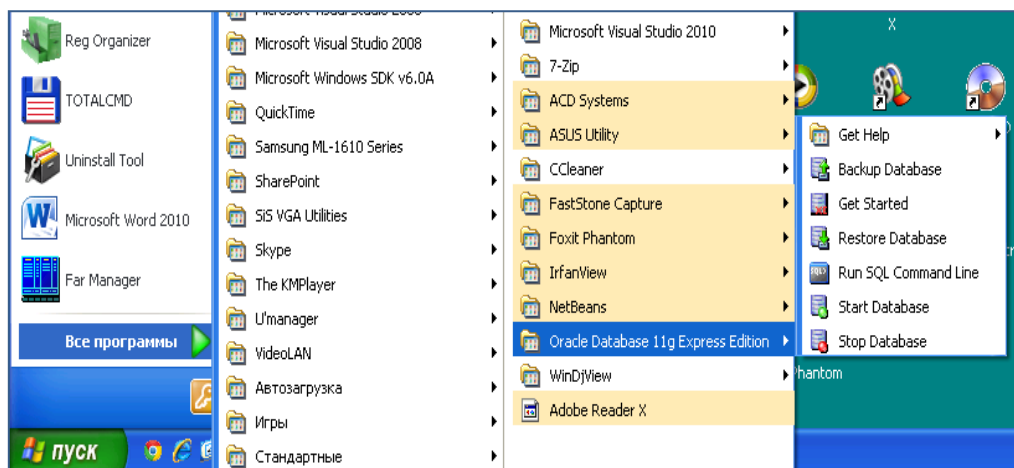 Reg Organizer
TOTALCMD
Uninstall Tool
Microsoft Word 2010
Far Manager
Все программы
пуск
Microsoft Visual Studio 2008
Microsoft Windows SDK v6.0A
QuickTime
Samsung ML-1610 Series
SharePoint
SiS VGA Utilities
Skype
The KMPlayer
U'manager
VideoLAN
Автозагрузка
Игры
Стандартные
Microsoft Visual Studio 2010
7-Zip
ACD Systems
ASUS Utility
CCleaner
FastStone Capture
Foxit Phantom
IrfanView
NetBeans
Oracle Database 11g Express Edition
WinDjView
Adobe Reader X
X
Get Help
Backup Database
Get Started
Restore Database
Run SQL Command Line
Start Database
Stop Database
Phantom